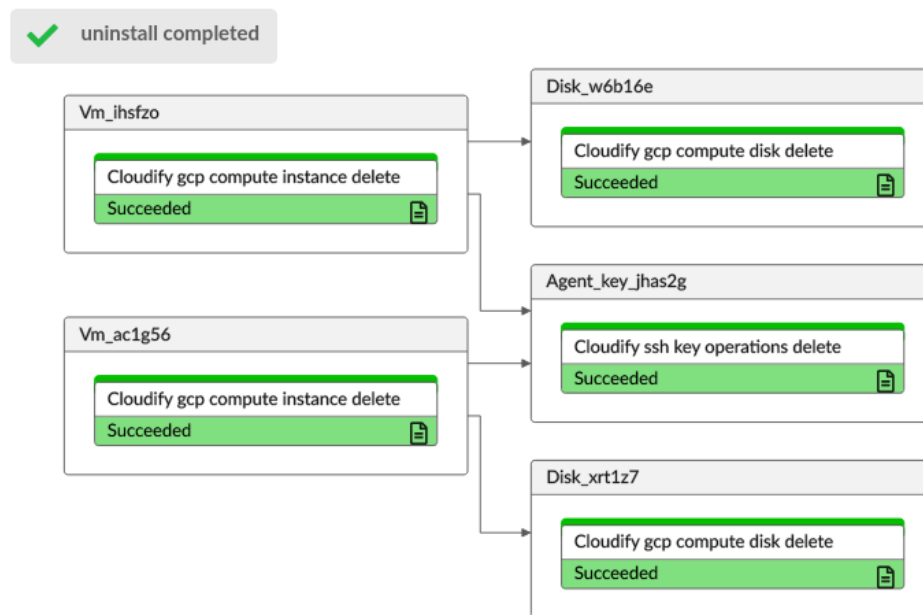 uninstall completed
Vm_ihsfzo
Cloudify gcp compute instance delete
Succeeded
Vm_ac1g56
Cloudify gcp compute instance delete
Succeeded
Disk_w6b16e
Cloudify gcp compute disk delete
Succeeded
Agent_key_jhas2g
Cloudify ssh key operations delete
Succeeded
Disk_xrt1z7
Cloudify gcp compute disk delete
Succeeded